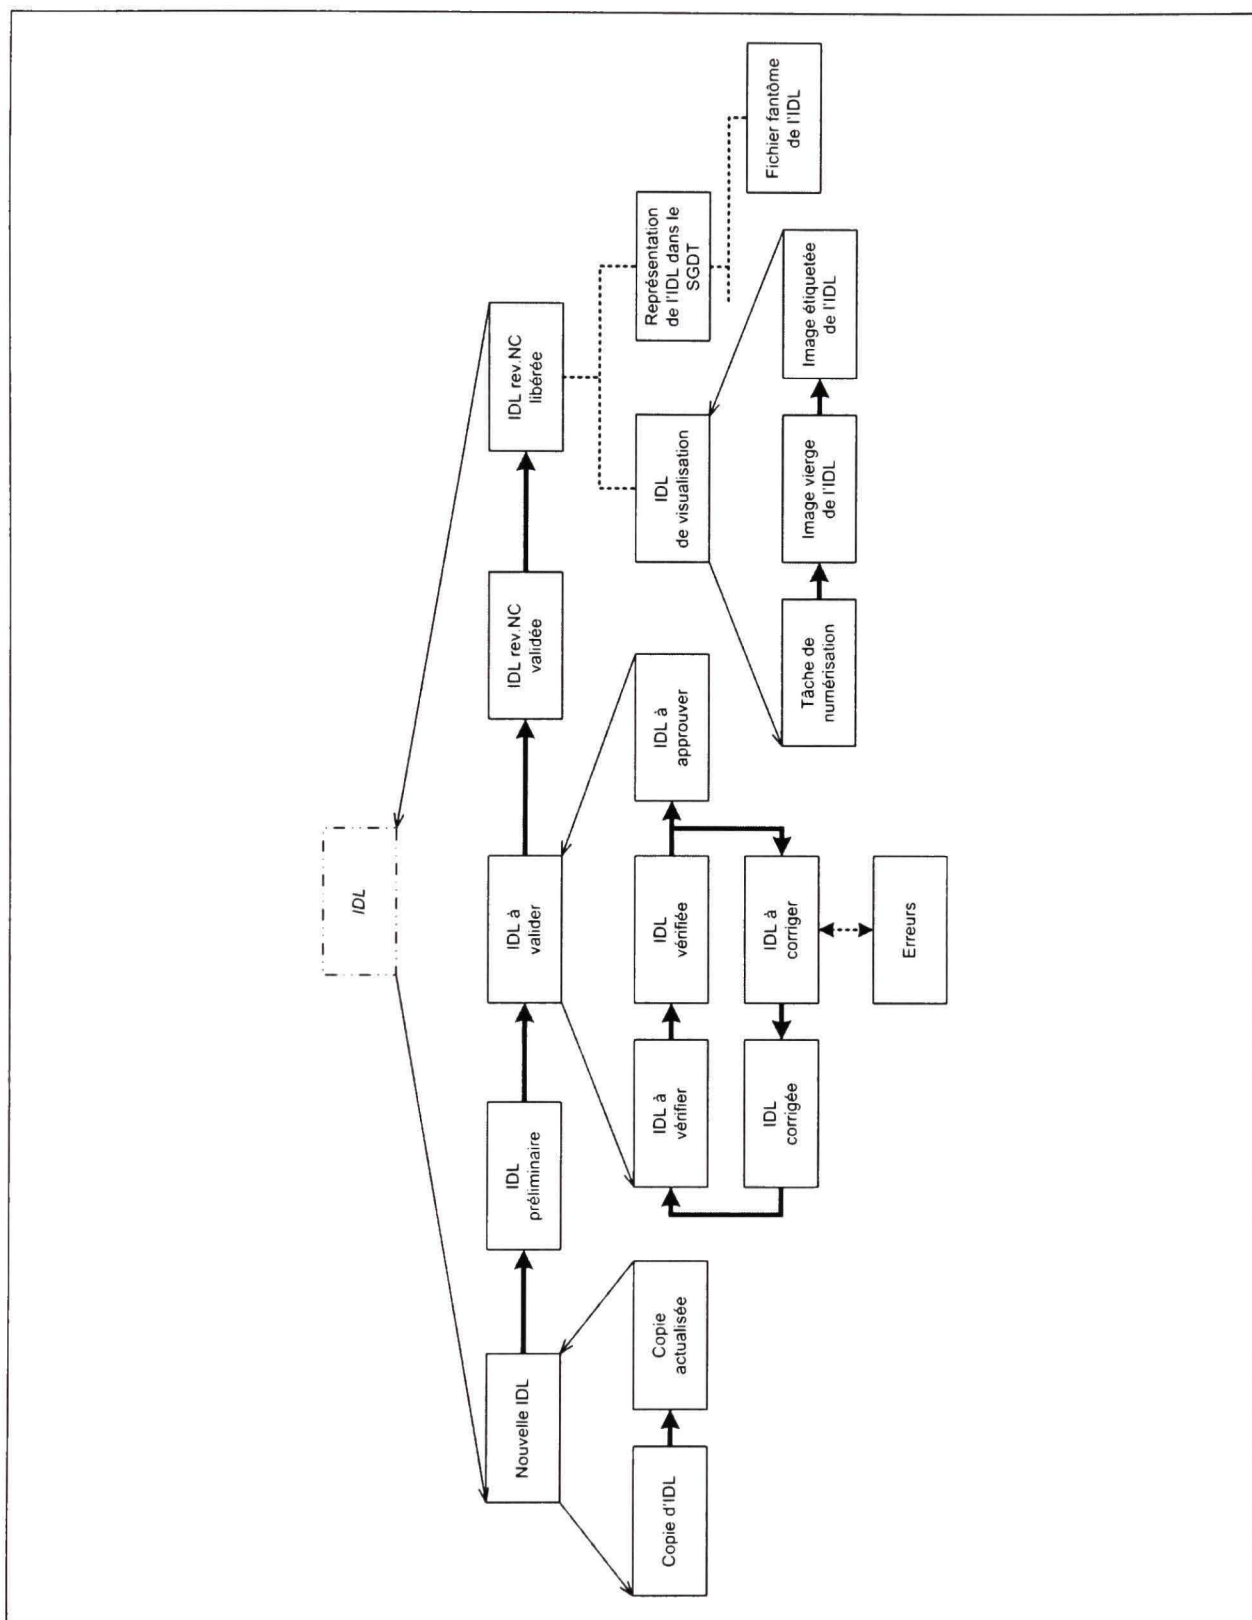 IDL
Nouvelle IDL
IDL
préliminaire
IDL à
valider
IDL rev.NC
validée
IDL rev.NC
libérée
Copie d'IDL
Copie
actualisée
IDL à
vérifier
IDL
vérifiée
IDL à
approuver
IDL
corrigée
IDL à
corriger
Erreurs
IDL
de visualisation
Représentation
de l'IDL dans le
SGDT
Tâche de
numérisation
Image vierge
de l'IDL
Image étiquetée
de l'IDL
Fichier fantôme
de l'IDL